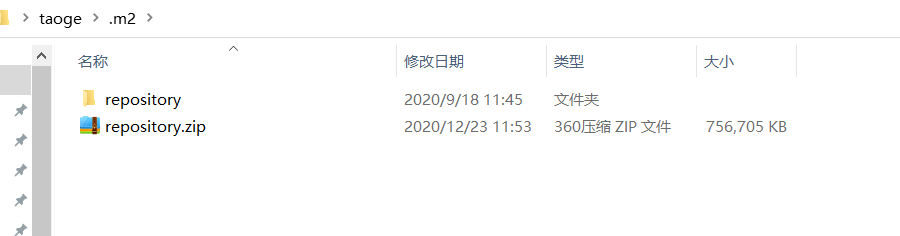 taoge > .m2 >
名称 修改日期 类型 大小
repository 2020/9/18 11:45 文件夹
repository.zip 2020/12/23 11:53 360压缩 ZIP 文件 756,705 KB